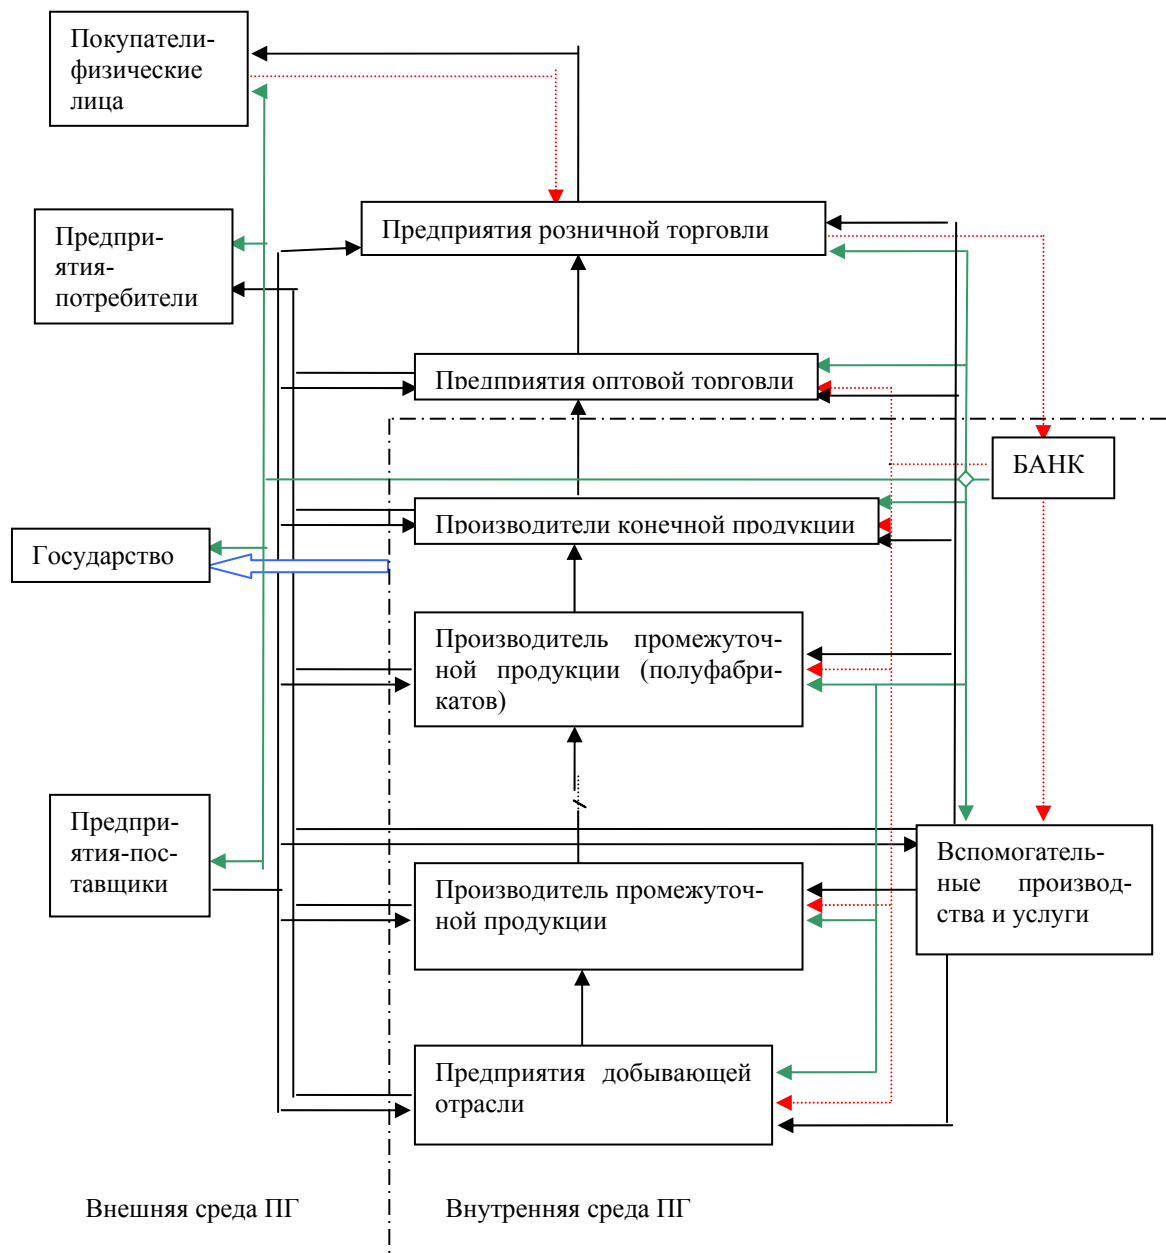 Покупатели-
физические
лица
Предприятия розничной торговли
Предпри-
ятия-
потребители
Предприятия оптовой торговли
БАНК
Производители конечной продукции
Государство
Производитель промежуточ-
ной продукции (полуфабри-
катов)
Предпри-
ятия-пос-
тавщики
Вспомогатель-
ные производ-
ства и услуги
Производитель промежуточ-
ной продукции
Предприятия добывающей
отрасли
Внешняя среда ПГ
Внутренняя среда ПГ